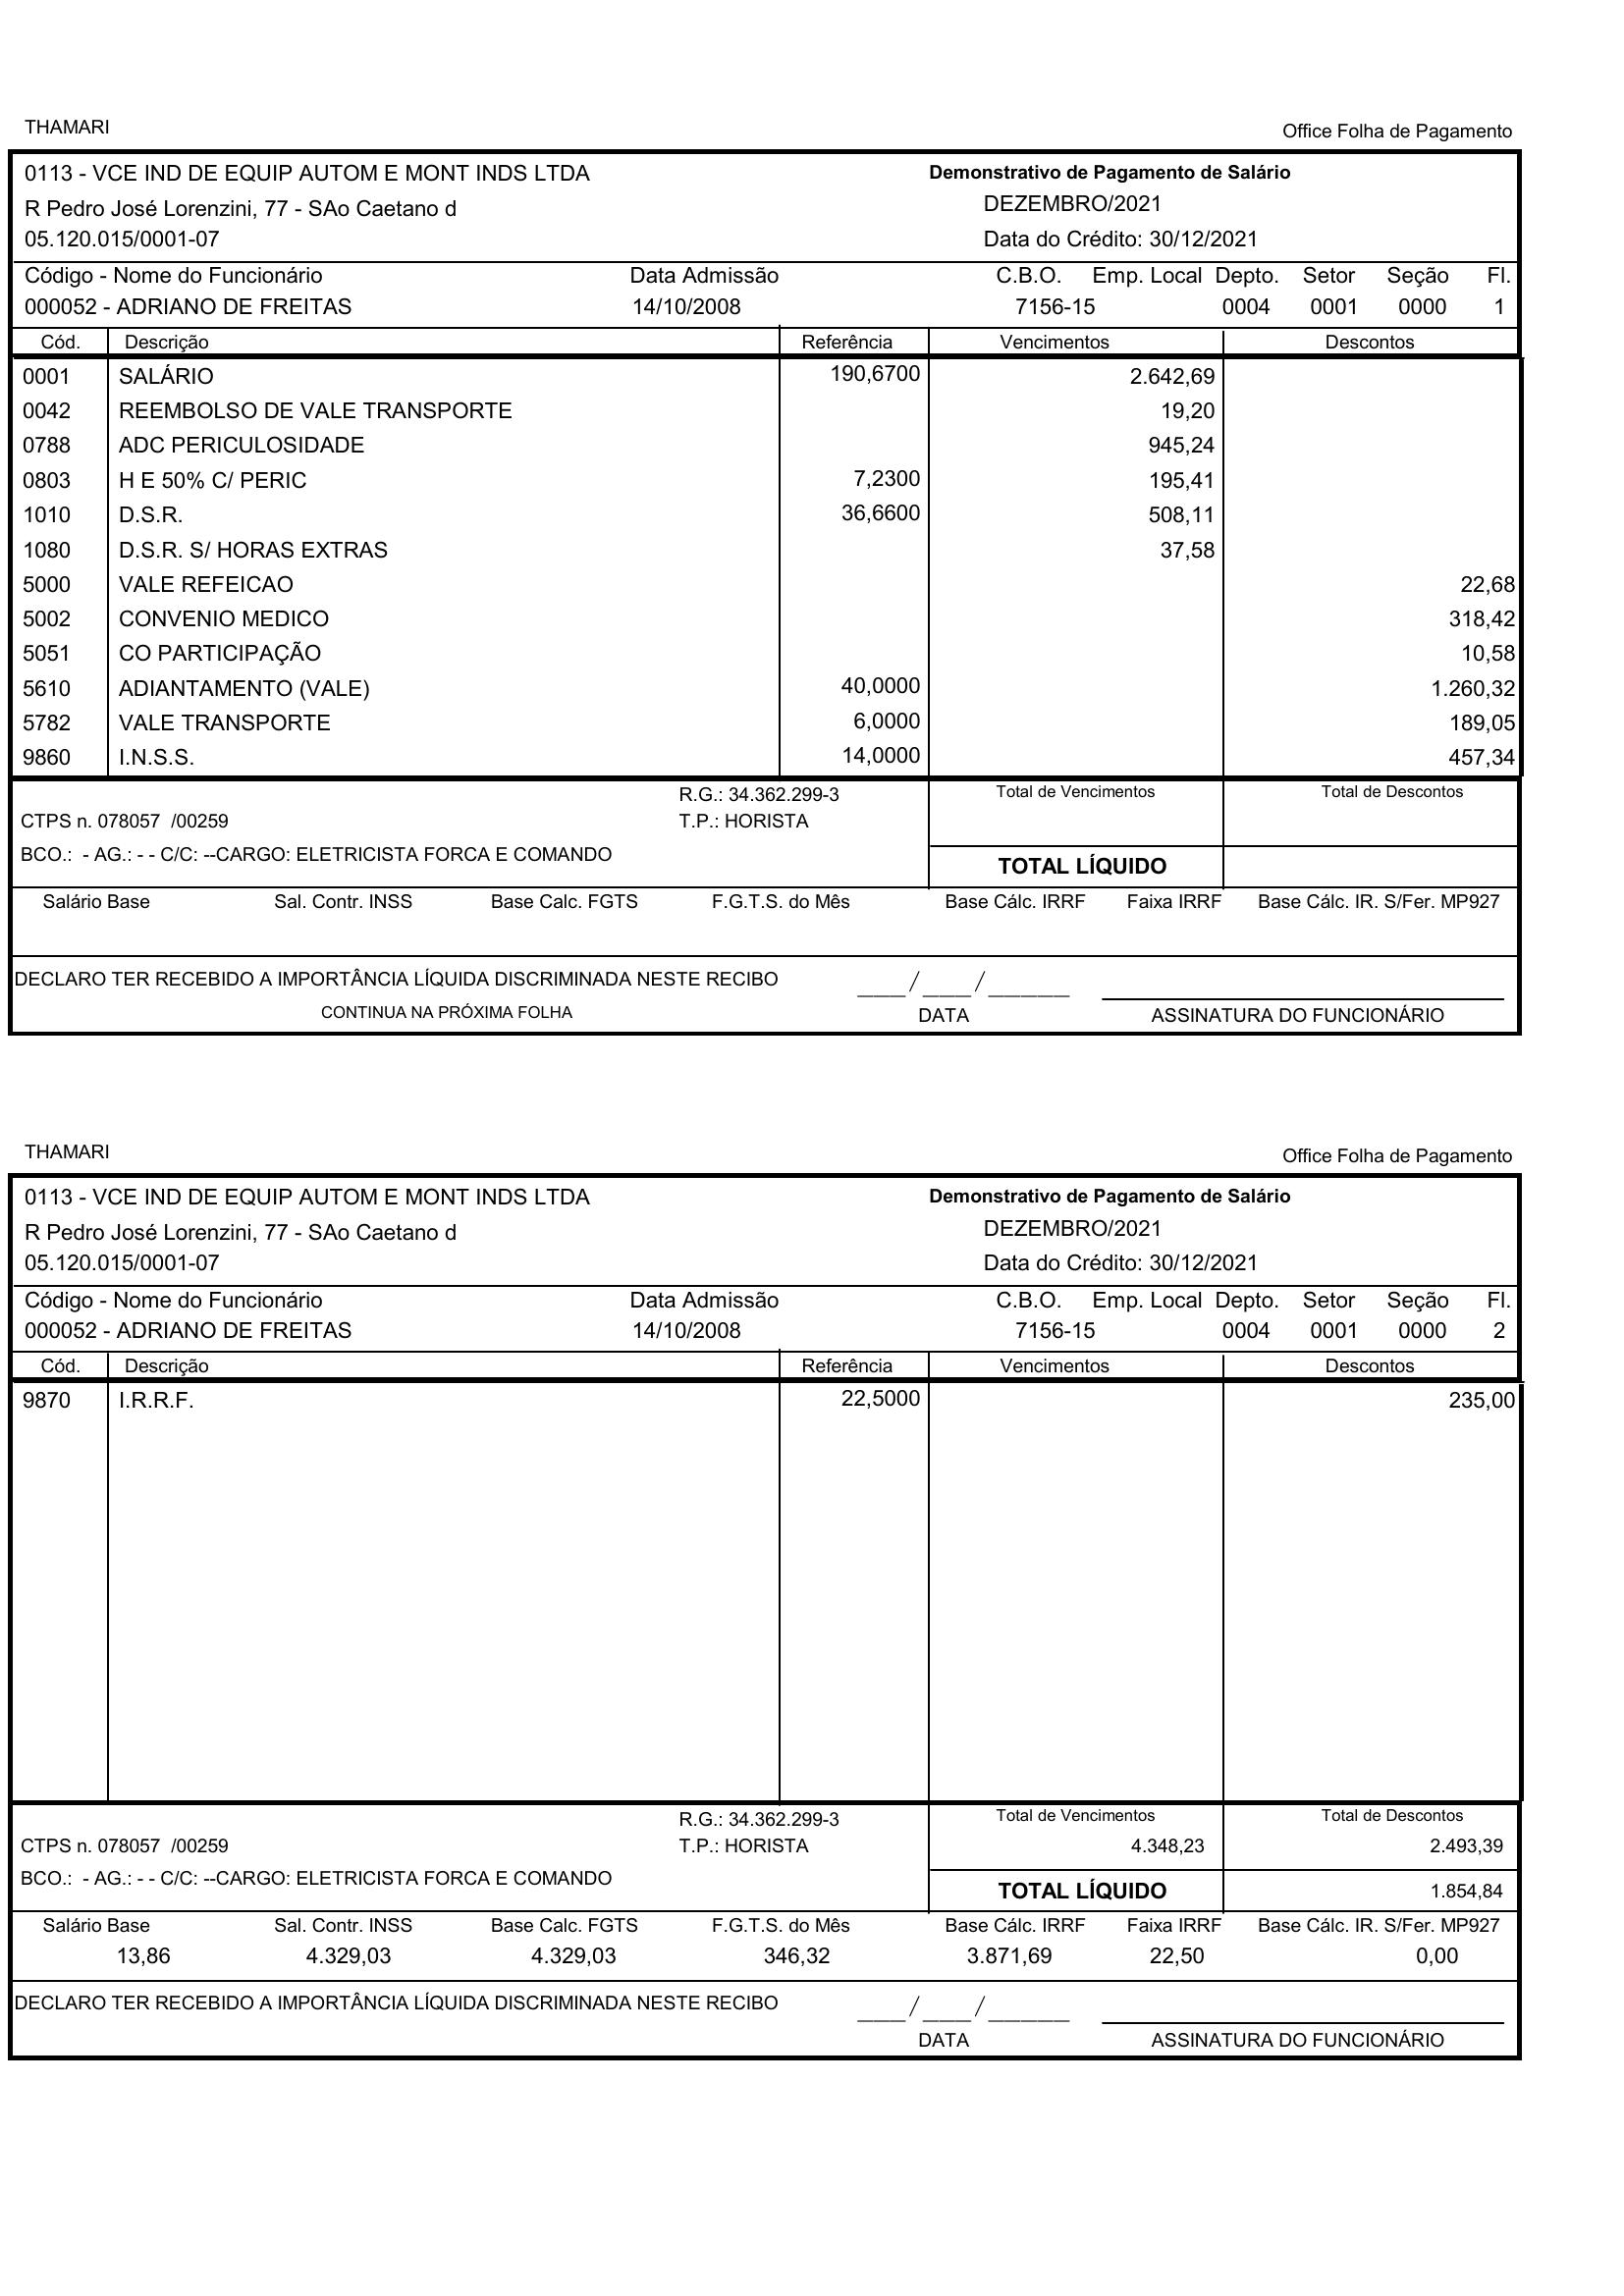 THAMARI Office Folha de Pagamento
0113 - VCE IND DE EQUIP AUTOM E MONT INDS LTDA Demonstrativo de Pagamento de Salário
R Pedro José Lorenzini, 77 - SAo Caetano d DEZEMBRO/2021
05.120.015/0001-07 Data do Crédito: 30/12/2021
Código - Nome do Funcionário Data Admissão C.B.O. Emp. Local Depto. Setor Seção Fl.
000052 - ADRIANO DE FREITAS 14/10/2008 7156-15 0004 0001 0000 1
Cód. Descrição Referência Vencimentos Descontos
0001 SALÁRIO 190,6700 2.642,69
0042 REEMBOLSO DE VALE TRANSPORTE 19,20
0788 ADC PERICULOSIDADE 945,24
0803 H E 50% C/ PERIC 7,2300 195,41
1010 D.S.R. 36,6600 508,11
1080 D.S.R. S/ HORAS EXTRAS 37,58
5000 VALE REFEICAO 22,68
5002 CONVENIO MEDICO 318,42
5051 CO PARTICIPAÇÃO 10,58
5610 ADIANTAMENTO (VALE) 40,0000 1.260,32
5782 VALE TRANSPORTE 6,0000 189,05
9860 I.N.S.S. 14,0000 457,34
R.G.: 34.362.299-3 Total de Vencimentos Total de Descontos
CTPS n. 078057 /00259 T.P.: HORISTA
BCO.: - AG.: - - C/C: --CARGO: ELETRICISTA FORCA E COMANDO
TOTAL LÍQUIDO
Salário Base Sal. Contr. INSS Base Calc. FGTS F.G.T.S. do Mês Base Cálc. IRRF Faixa IRRF Base Cálc. IR. S/Fer. MP927
DECLARO TER RECEBIDO A IMPORTÂNCIA LÍQUIDA DISCRIMINADA NESTE RECIBO ___/___/_____
CONTINUA NA PRÓXIMA FOLHA DATA ASSINATURA DO FUNCIONÁRIO
THAMARI Office Folha de Pagamento
0113 - VCE IND DE EQUIP AUTOM E MONT INDS LTDA Demonstrativo de Pagamento de Salário
R Pedro José Lorenzini, 77 - SAo Caetano d DEZEMBRO/2021
05.120.015/0001-07 Data do Crédito: 30/12/2021
Código - Nome do Funcionário Data Admissão C.B.O. Emp. Local Depto. Setor Seção Fl.
000052 - ADRIANO DE FREITAS 14/10/2008 7156-15 0004 0001 0000 2
Cód. Descrição Referência Vencimentos Descontos
9870 I.R.R.F. 22,5000 235,00
R.G.: 34.362.299-3 Total de Vencimentos Total de Descontos
CTPS n. 078057 /00259 T.P.: HORISTA 4.348,23 2.493,39
BCO.: - AG.: - - C/C: --CARGO: ELETRICISTA FORCA E COMANDO
TOTAL LÍQUIDO 1.854,84
Salário Base Sal. Contr. INSS Base Calc. FGTS F.G.T.S. do Mês Base Cálc. IRRF Faixa IRRF Base Cálc. IR. S/Fer. MP927
13,86 4.329,03 4.329,03 346,32 3.871,69 22,50 0,00
DECLARO TER RECEBIDO A IMPORTÂNCIA LÍQUIDA DISCRIMINADA NESTE RECIBO ___/___/_____
DATA ASSINATURA DO FUNCIONÁRIO